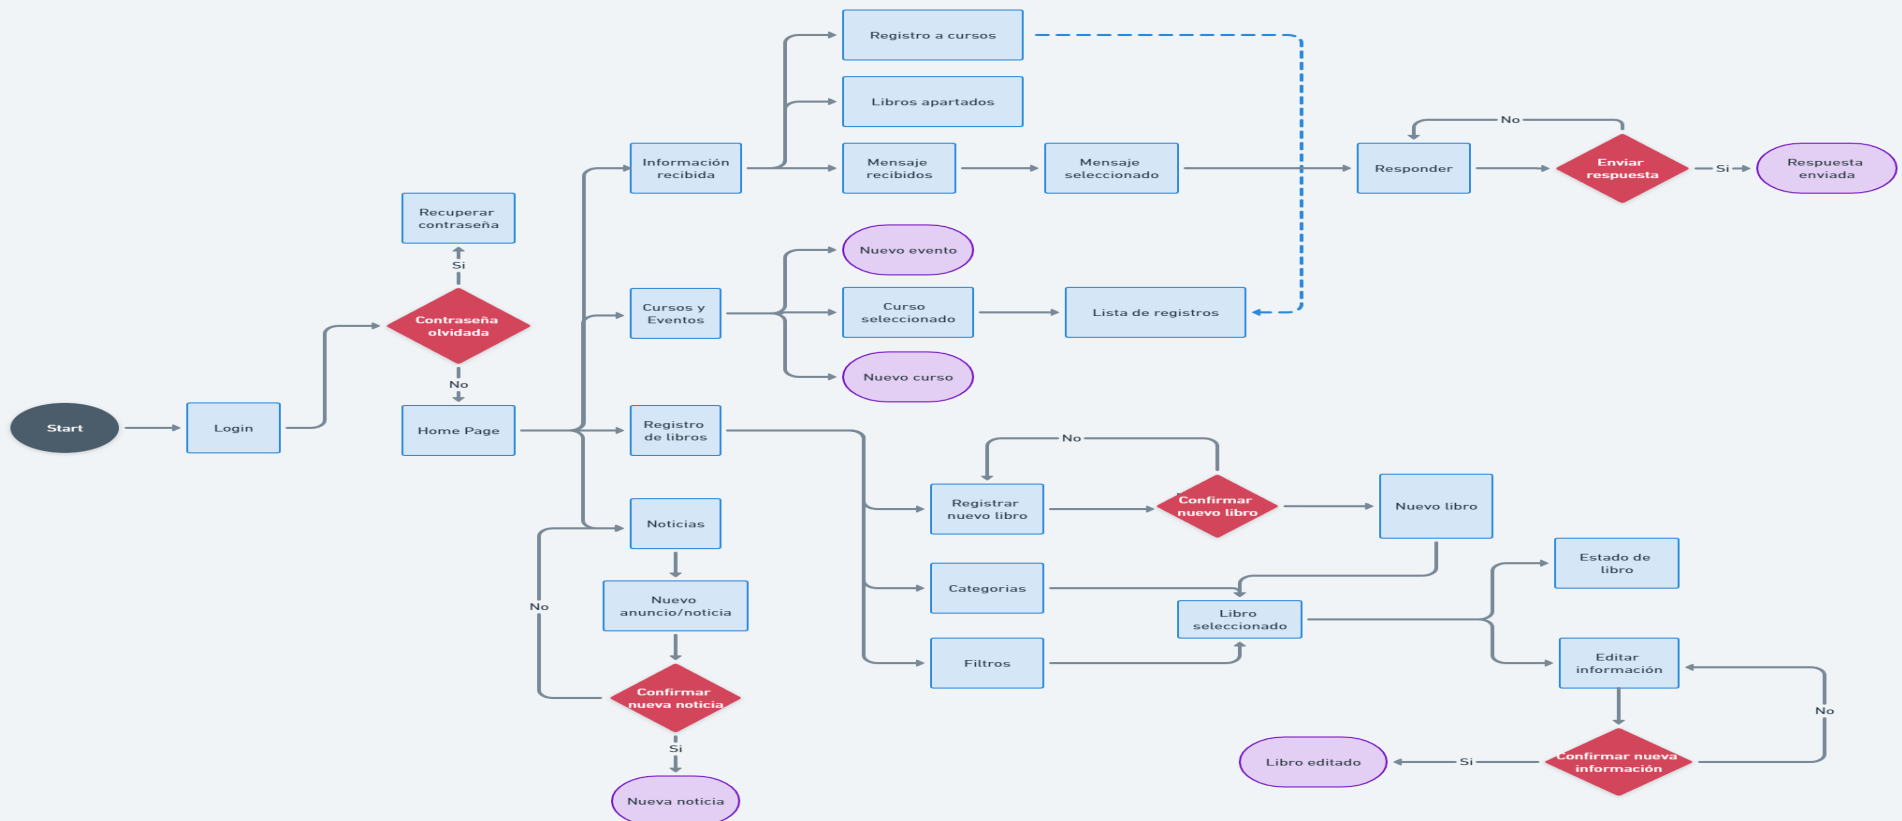 Registro a cursos
Libros apartados
No
Información
recibida
Mensaje
recibidos
Mensaje
seleccionado
Responder
Enviar
respuesta
Si
Respuesta
enviada
Recuperar
contraseña
Si
Nuevo evento
Contraseña
olvidada
Cursos y
Eventos
Curso
seleccionado
Lista de registros
No
Nuevo curso
Start
Login
Home Page
Registro
de libros
No
Registrar
nuevo libro
Confirmar
nuevo libro
Nuevo libro
Noticias
Estado de
libro
Categorias
Nuevo
anuncio/noticia
No
Libro
seleccionado
Filtros
Editar
información
Confirmar
nueva noticia
No
Si
Libro editado
Si
Confirmar nueva
información
Nueva noticia